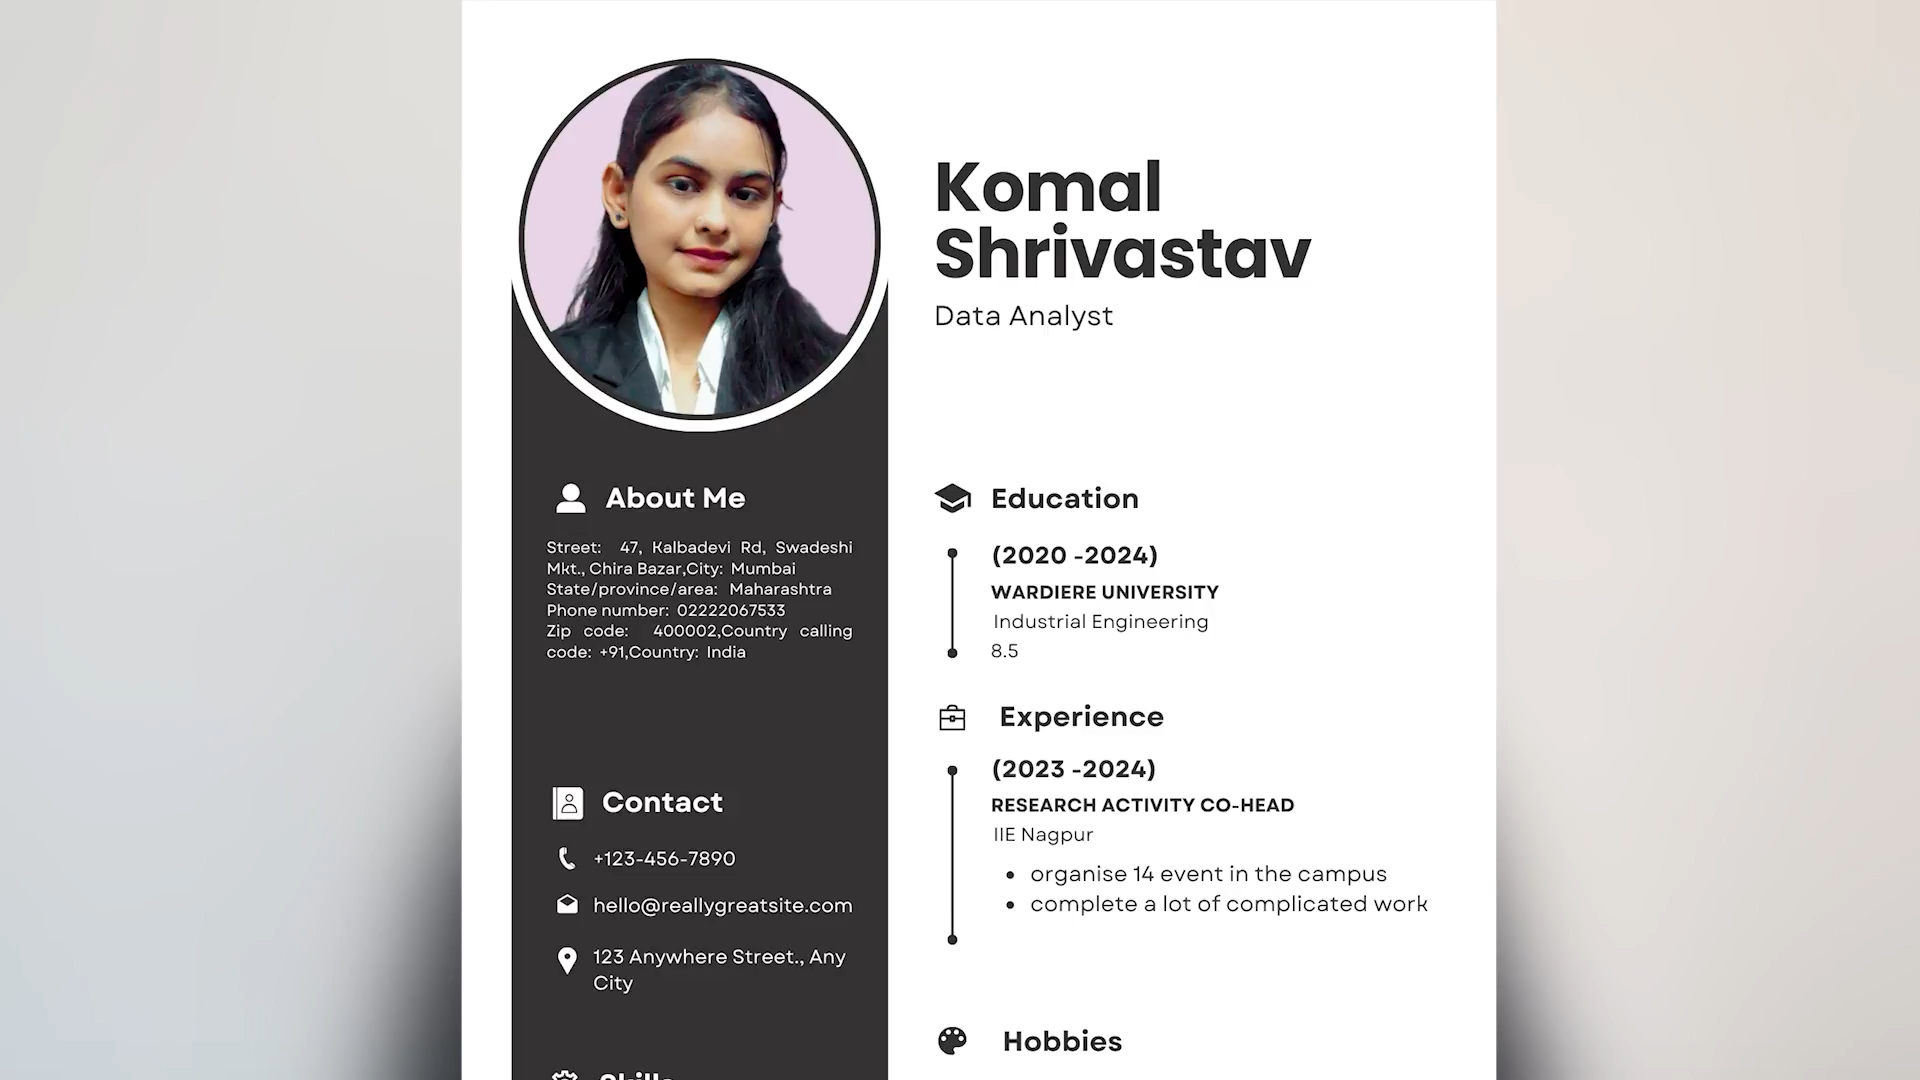 Komal
Shrivastav
Data Analyst
About Me
Street: 47, Kalbadevi Rd, Swadeshi
Mkt., Chira Bazar,City: Mumbai
State/province/area: Maharashtra
Phone number: 02222067533
Zip code: 400002,Country calling
code: +91,Country: India
Contact
+123-456-7890
hello@reallygreatsite.com
123 Anywhere Street., Any
City
Skills
Education
(2020 -2024)
WARDIERE UNIVERSITY
Industrial Engineering
8.5
Experience
(2023 -2024)
RESEARCH ACTIVITY CO-HEAD
IIE Nagpur
• organise 14 event in the campus
• complete a lot of complicated work
Hobbies